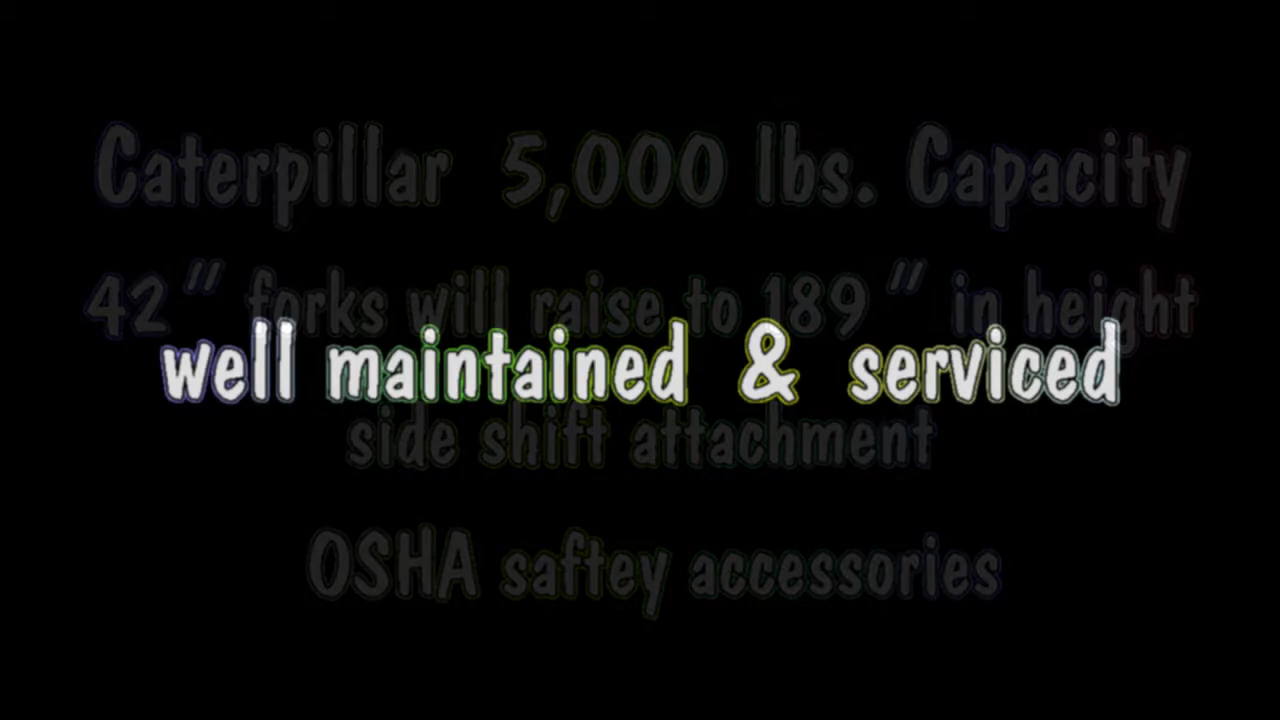 Caterpillar 5,000 lbs. Capacity
42" forks will raise to 189" in height
well maintained & serviced
side shift attachment
OSHA saftey accessories